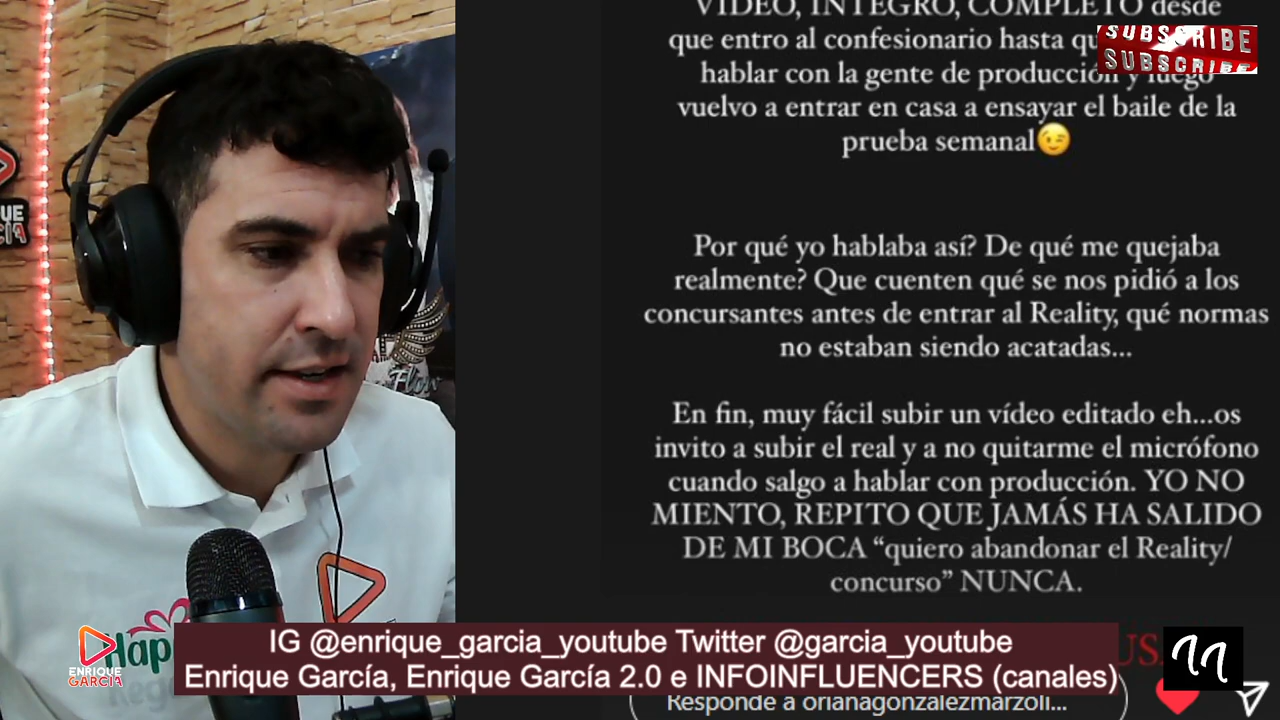 VIDEO, INTEGRO, COMPLETO desde
que entro al confesionario hasta
hablar con la gente de producción y luego
vuelvo a entrar en casa a ensayar el baile de la
prueba semanal😉
SUBSCRIBE
SUBSCRIBE
Por qué yo hablaba así? De qué me quejaba
realmente? Que cuenten qué se nos pidió a los
concursantes antes de entrar al Reality, qué normas
no estaban siendo acatadas...
En fin, muy fácil subir un vídeo editado eh...os
invito a subir el real y a no quitarme el micrófono
cuando salgo a hablar con producción. YO NO
MIENTO, REPITO QUE JAMÁS HA SALIDO
DE MI BOCA “quiero abandonar el Reality/
concurso” NUNCA.
IG @enrique_garcia_youtube Twitter @garcia_youtube
Enrique García, Enrique García 2.0 e INFOINFLUENCERS (canales)
Responde a orianagonzalezmarzoli...
ENRIQUE
GARCÍA
Flow